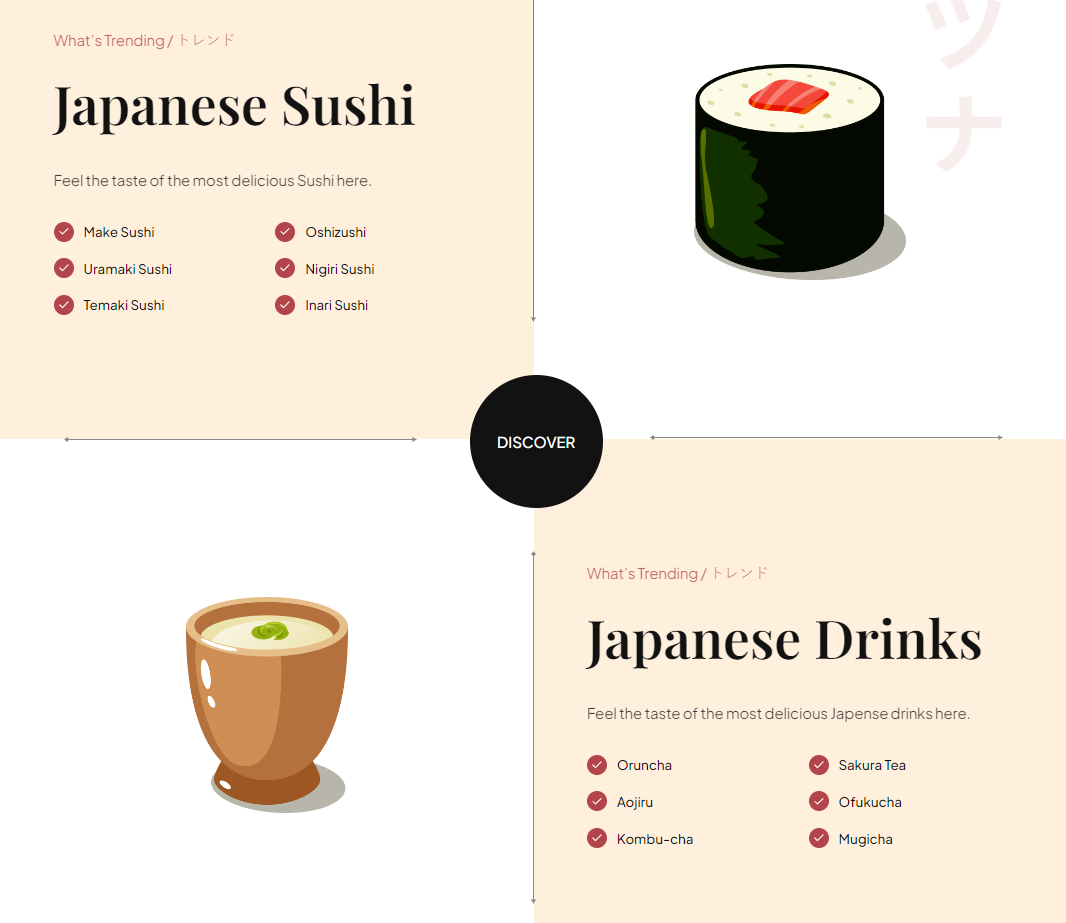 What's Trending / トレンド
Japanese Sushi
Feel the taste of the most delicious Sushi here.
Make Sushi
Oshizushi
Uramaki Sushi
Nigiri Sushi
Temaki Sushi
Inari Sushi
ツ
ナ
DISCOVER
What's Trending / トレンド
Japanese Drinks
Feel the taste of the most delicious Japense drinks here.
Oruncha
Sakura Tea
Aojiru
Ofukucha
Kombu-cha
Mugicha